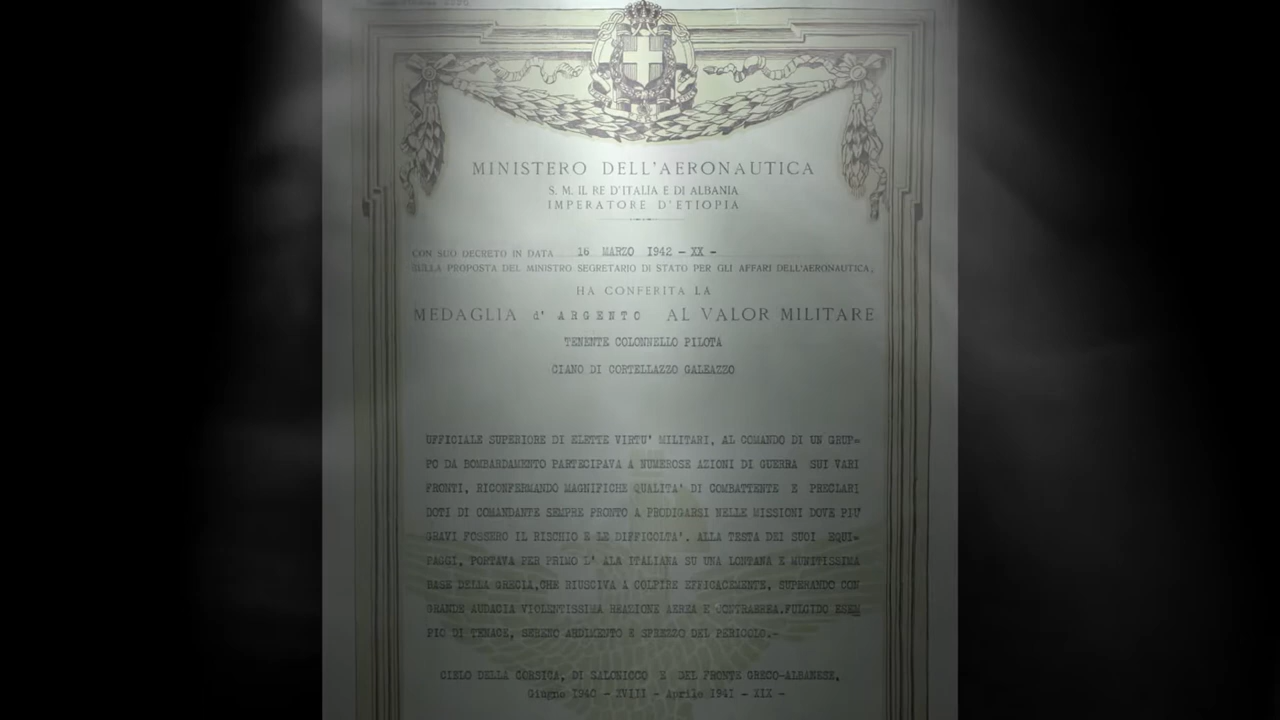 MINISTERO DELL'AERONAUTICA
S. M. IL RE D'ITALIA E DI ALBANIA
IMPERATORE D'ETIOPIA
CON SUO DECRETO IN DATA 16 MARZO 1942 - XX -
SULLA PROPOSTA DEL MINISTRO SEGRETARIO DI STATO PER GLI AFFARI DELL'AERONAUTICA,
HA CONFERITA LA
MEDAGLIA d' ARGENTO AL VALOR MILITARE
TENENTE COLONNELLO PILOTA
CIANO DI CORTELLAZZO GALEAZZO
UFFICIALE SUPERIORE DI ELETTE VIRTU' MILITARI, AL COMANDO DI UN GRUP=
PO DA BOMBARDAMENTO PARTECIPAVA A NUMEROSE AZIONI DI GUERRA SUI VARI
FRONTI, RICONFERMANDO MAGNIFICHE QUALITA' DI COMBATTENTE E PRECLARI
DOTI DI COMANDANTE SEMPRE PRONTO A PRODIGARSI NELLE MISSIONI DOVE PIU'
GRAVI FOSSERO IL RISCHIO E LE DIFFICOLTA'. ALLA TESTA DEI SUOI EQUI=
PAGGI, PORTAVA PER PRIMO L' ALA ITALIANA SU UNA LONTANA E MUNITISSIMA
BASE DELLA GRECIA, CHE RIUSCIVA A COLPIRE EFFICACEMENTE, SUPERANDO CON
GRANDE AUDACIA VIOLENTISSIMA REAZIONE AEREA E CONTRAEREA. FULGIDO ESEM
PIO DI TENACE, SERENO ARDIMENTO E SPREZZO DEL PERICOLO.-
CIELO DELLA CORSICA, DI SALONICCO E DEL FRONTE GRECO-ALBANESE,
Giugno 1940 - XVIII - Aprile 1941 - XIX -